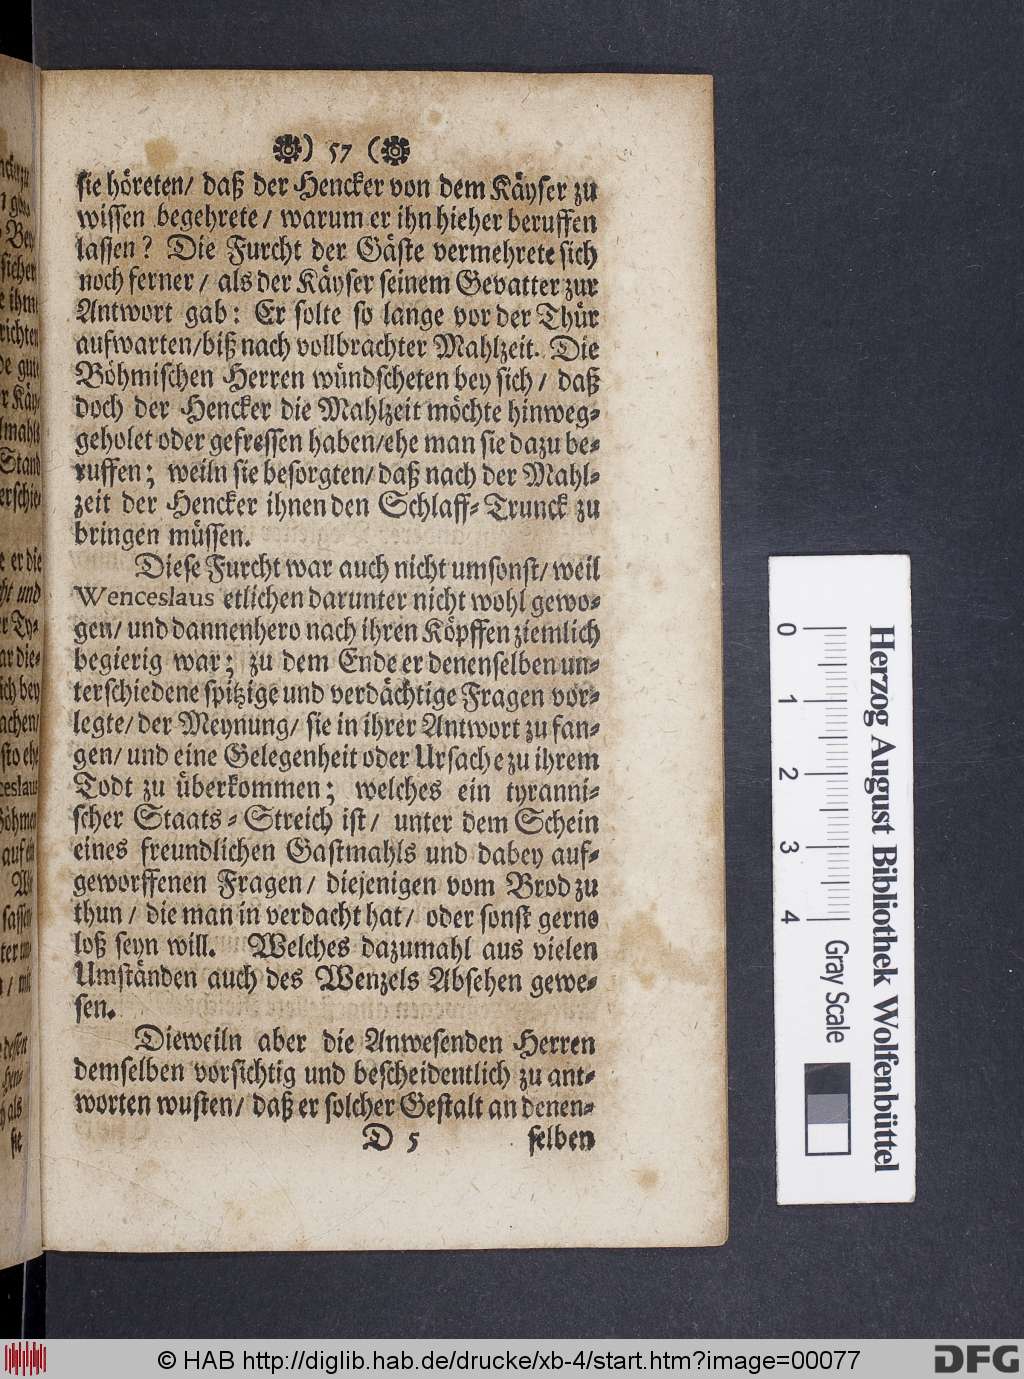 ) 57 (
sie höreten/ daß der Hencker von dem Käyser zu
wissen begehrete/ warum er ihn hieher beruffen
lassen? Die Furcht der Gäste vermehrete sich
noch ferner/ als der Käyser seinem Gevatter zur
Antwort gab: Er solte so lange vor der Thür
aufwarten/biß nach vollbrachter Mahlzeit. Die
Böhmischen Herren wündscheten bey sich/ daß
doch der Hencker die Mahlzeit möchte hinweg-
geholet oder gefressen haben/ehe man sie dazu be-
ruffen; weiln sie besorgten/ daß nach der Mahl-
zeit der Hencker ihnen den Schlaff-Trunck zu
bringen müssen.
Diese Furcht war auch nicht umsonst/ weil
Wenceslaus etlichen darunter nicht wohl gewo-
gen/ und dannenhero nach ihren Köpffen ziemlich
begierig war; zu dem Ende er denenselben un-
terschiedene spitzige und verdächtige Fragen vor-
legte/ der Meynung/ sie in ihrer Antwort zu fan-
gen/ und eine Gelegenheit oder Ursache zu ihrem
Todt zu überkommen; welches ein tyranni-
scher Staats-Streich ist/ unter dem Schein
eines freundlichen Gastmahls und dabey auf-
geworffenen Fragen/ diejenigen vom Brod zu
thun/ die man in verdacht hat/ oder sonst gerne
loß seyn will. Welches dazumahl aus vielen
Umständen auch des Wenzels Absehen gewe-
sen.
Dieweiln aber die Anwesenden Herren
demselben vorsichtig und bescheidentlich zu ant-
worten wusten/ daß er solcher Gestalt an denen-
D 5 selben
0 1 2 3 4
Gray Scale
Herzog August Bibliothek Wolfenbüttel
© HAB http://diglib.hab.de/drucke/xb-4/start.htm?image=00077
DFG